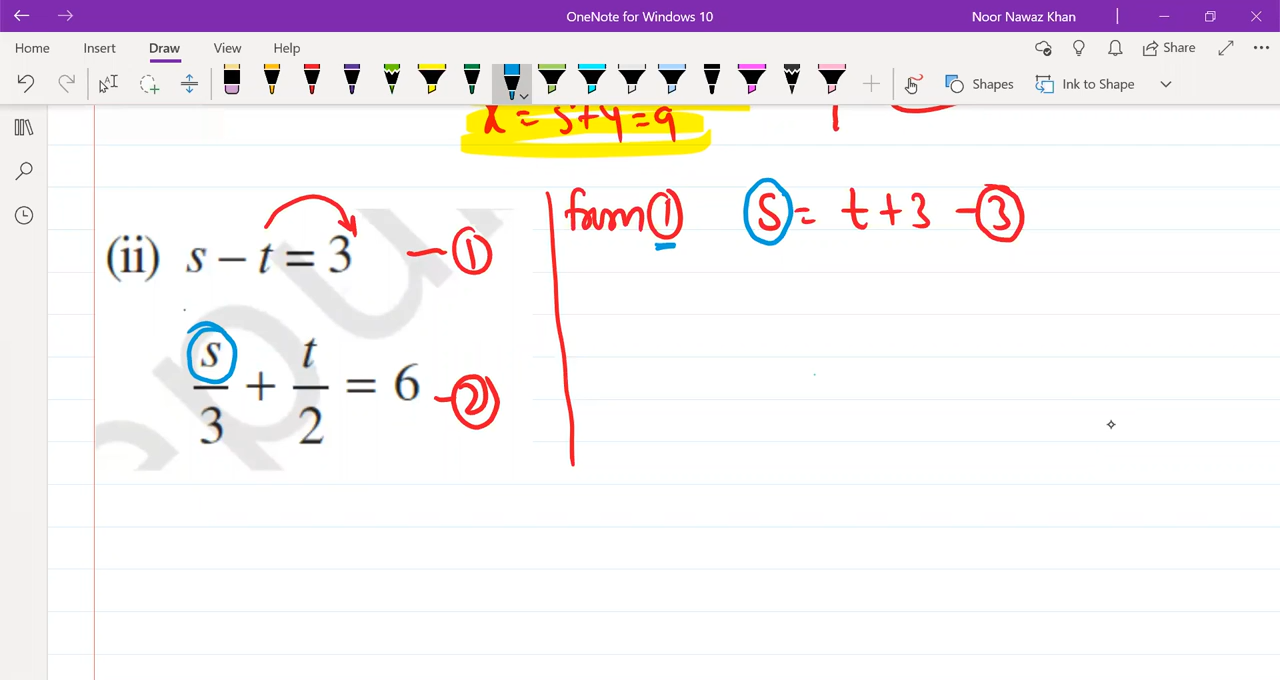 OneNote for Windows 10
Noor Nawaz Khan
Home Insert Draw View Help
Share
Shapes
Ink to Shape
x = 5+4=9
(ii) s − t = 3 — ①
s/3 + t/2 = 6 — ②
from ① s = t + 3 — ③